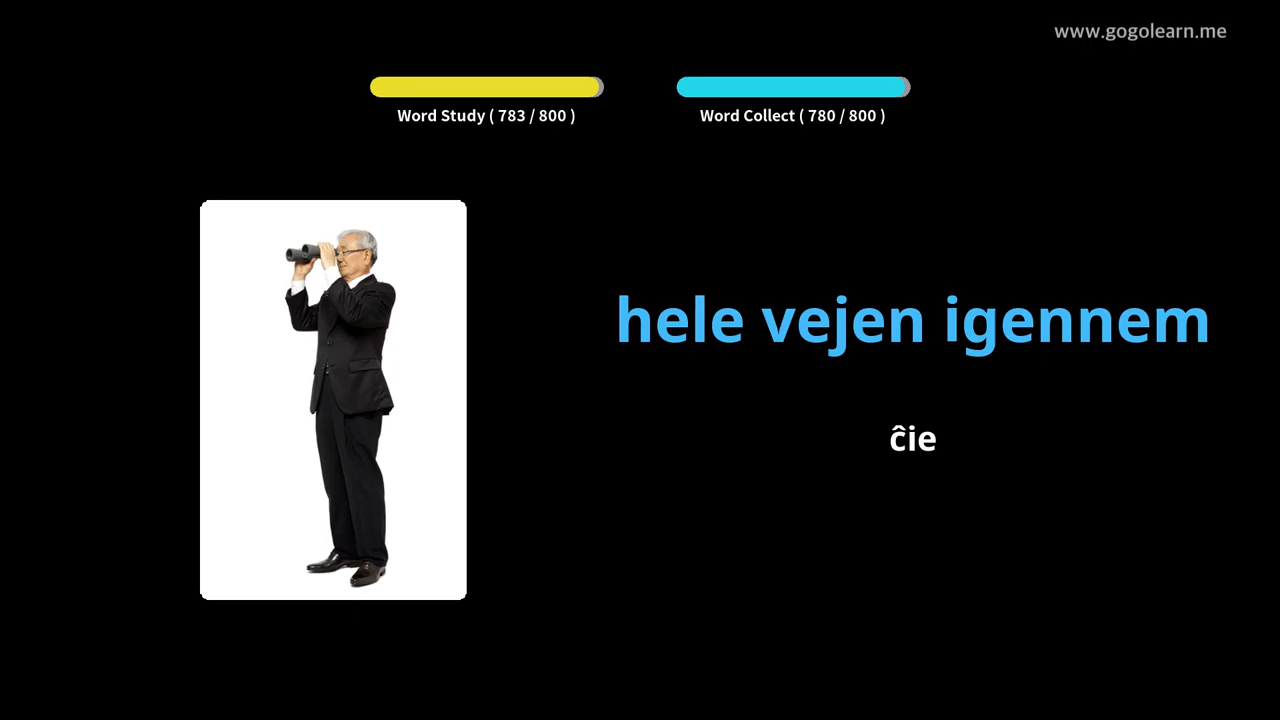 www.gogolearn.me
Word Study ( 783 / 800 )
Word Collect ( 780 / 800 )
hele vejen igennem
ĉie